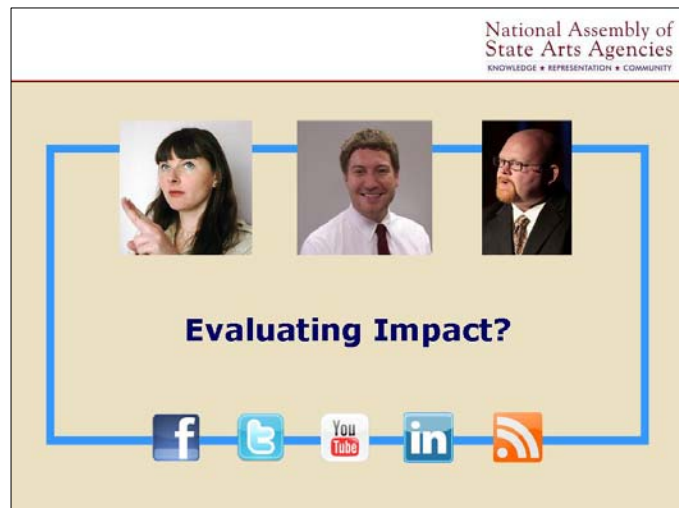 National Assembly of
State Arts Agencies
KNOWLEDGE ★ REPRESENTATION ★ COMMUNITY
Evaluating Impact?
f
t
You
Tube
in